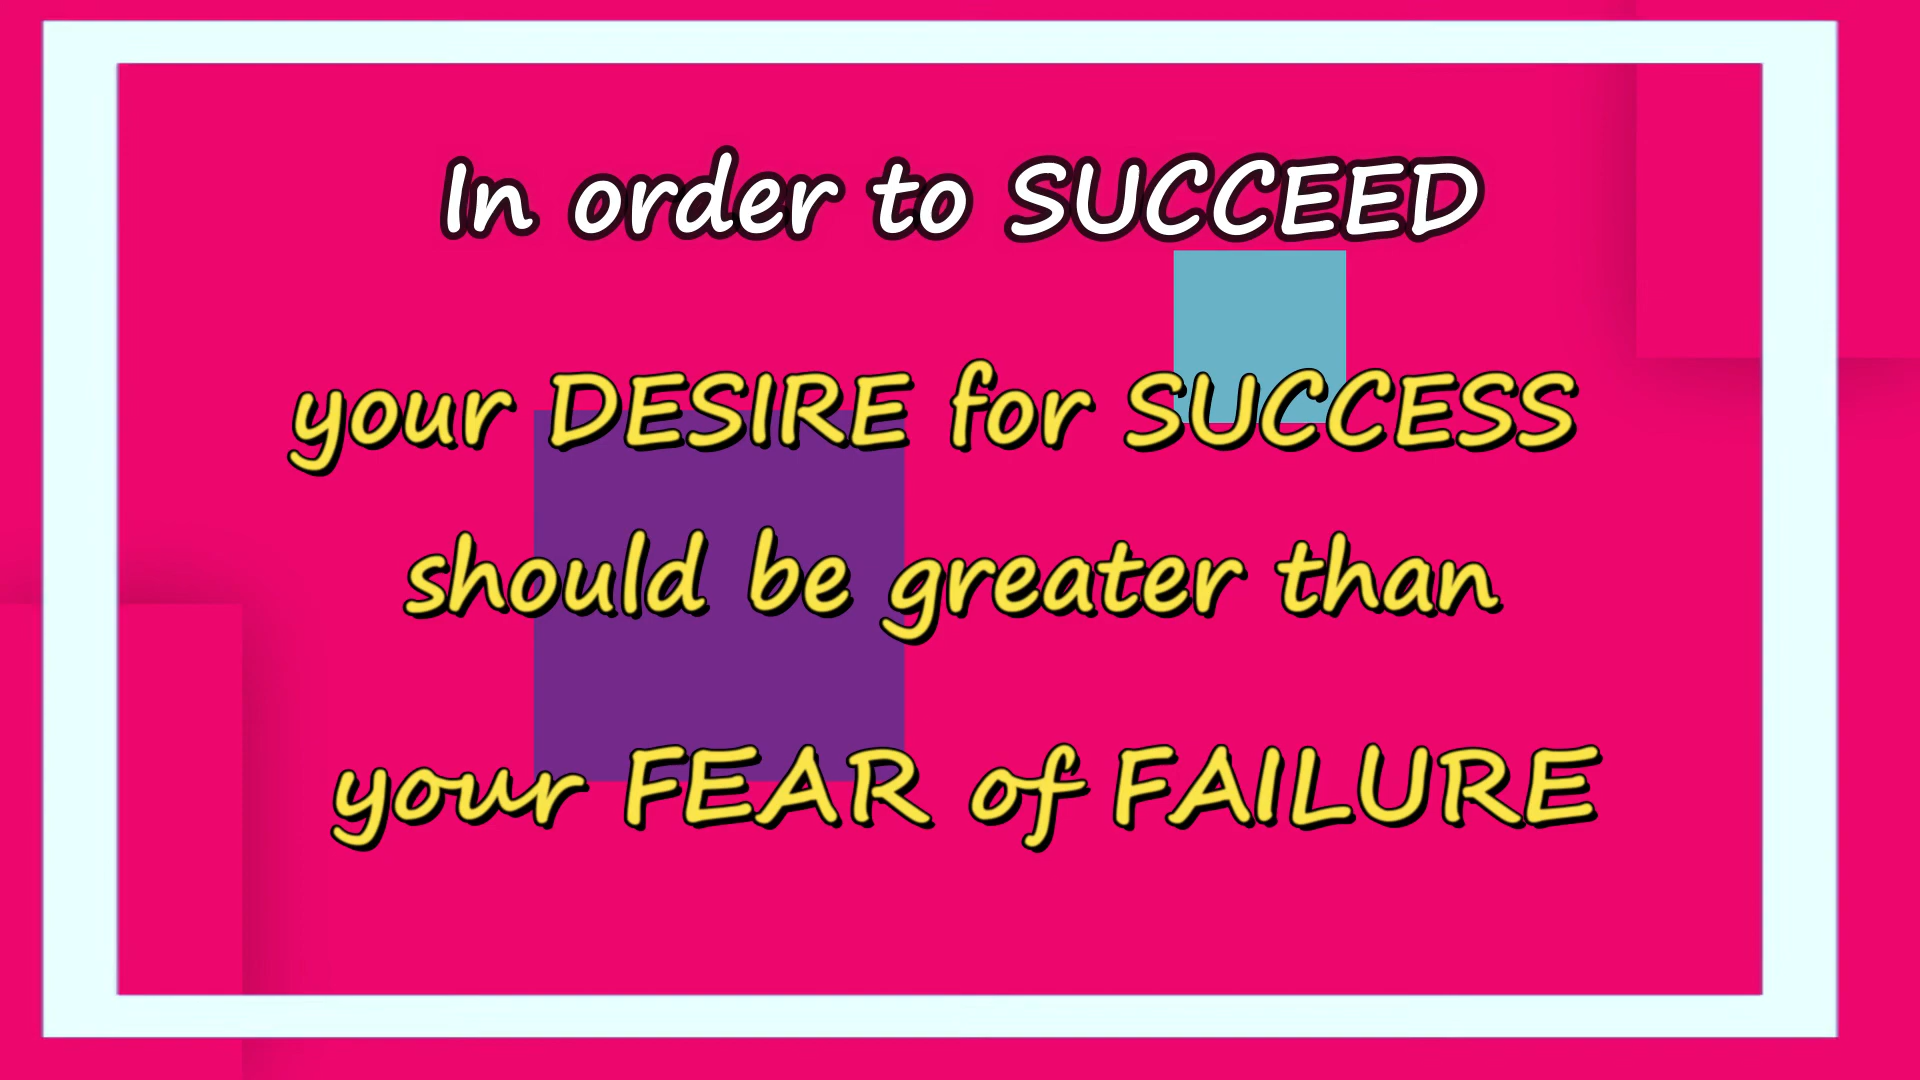 In order to SUCCEED
your DESIRE for SUCCESS
should be greater than
your FEAR of FAILURE